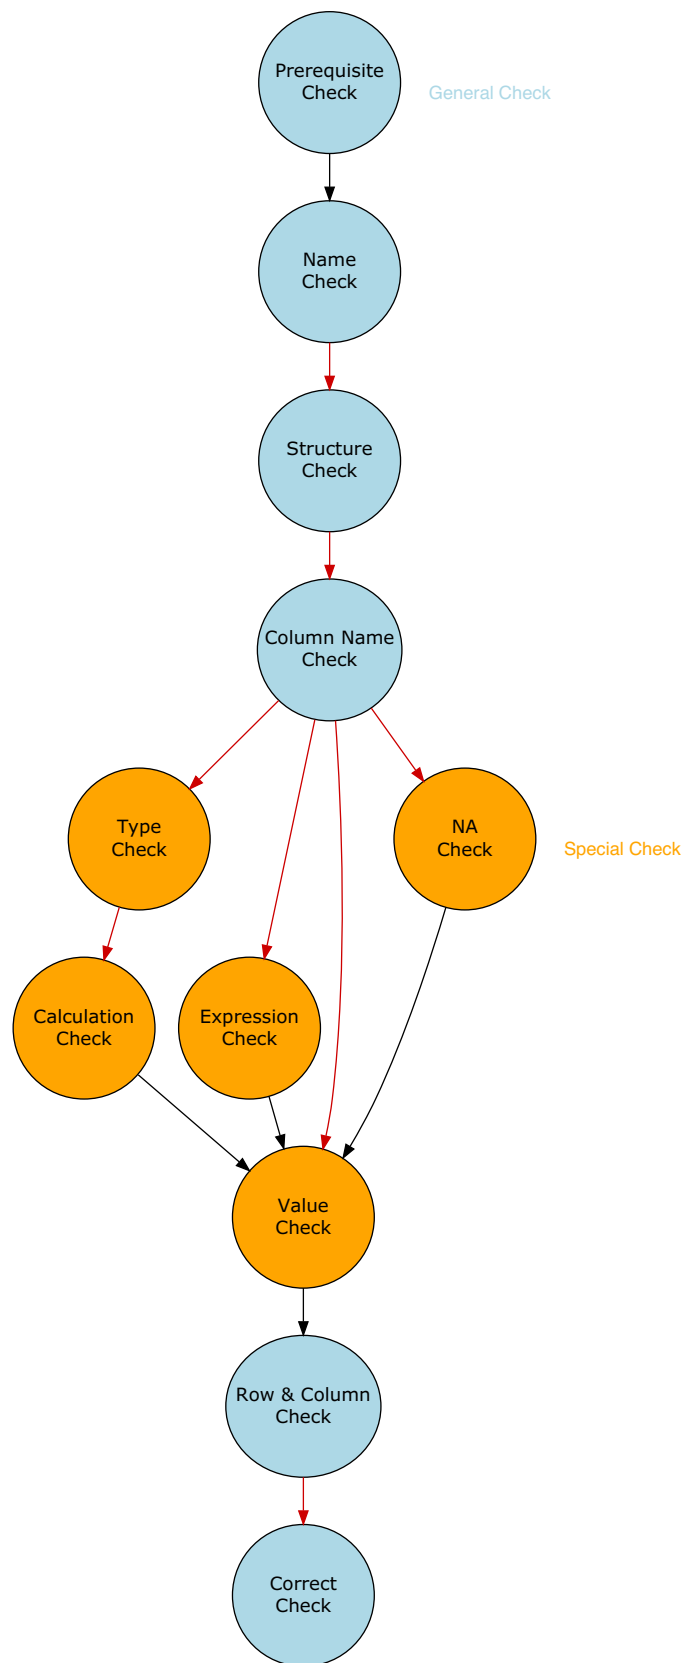 Prerequisite
Check
General Check
Name
Check
Structure
Check
Column Name
Check
Type
Check
NA
Check
Special Check
Calculation
Check
Expression
Check
Value
Check
Row & Column
Check
Correct
Check